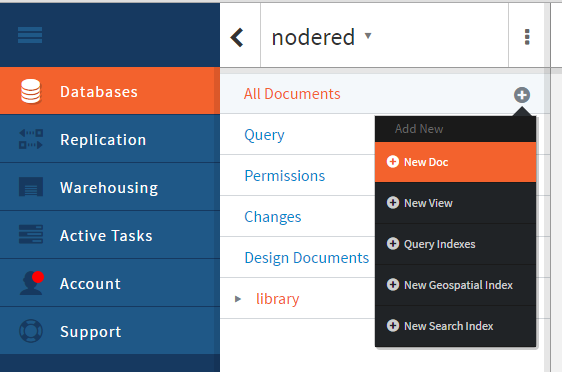 nodered
Databases
Replication
Warehousing
Active Tasks
Account
Support
All Documents
Query
Permissions
Changes
Design Documents
library
Add New
New Doc
New View
Query Indexes
New Geospatial Index
New Search Index